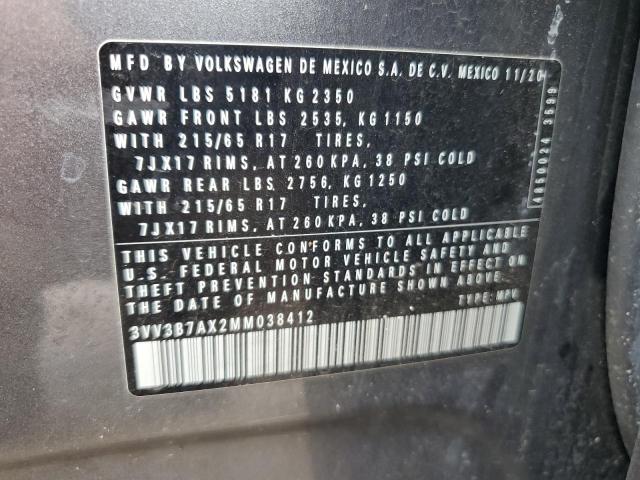 MFD BY VOLKSWAGEN DE MEXICO S.A. DE C.V. MEXICO 11/20
GVWR LBS 5181 KG 2350
GAWR FRONT LBS 2535, KG 1150
WITH 215/65 R17 TIRES,
7JX17 RIMS, AT 260 KPA, 38 PSI COLD
GAWR REAR LBS 2756, KG 1250
WITH 215/65 R17 TIRES,
7JX17 RIMS, AT 260 KPA, 38 PSI COLD
THIS VEHICLE CONFORMS TO ALL APPLICABLE
U.S. FEDERAL MOTOR VEHICLE SAFETY AND
THEFT PREVENTION STANDARDS IN EFFECT ON
THE DATE OF MANUFACTURE SHOWN ABOVE.
TYPE: MPV
3VV3B7AX2MM038412
4850024 3599